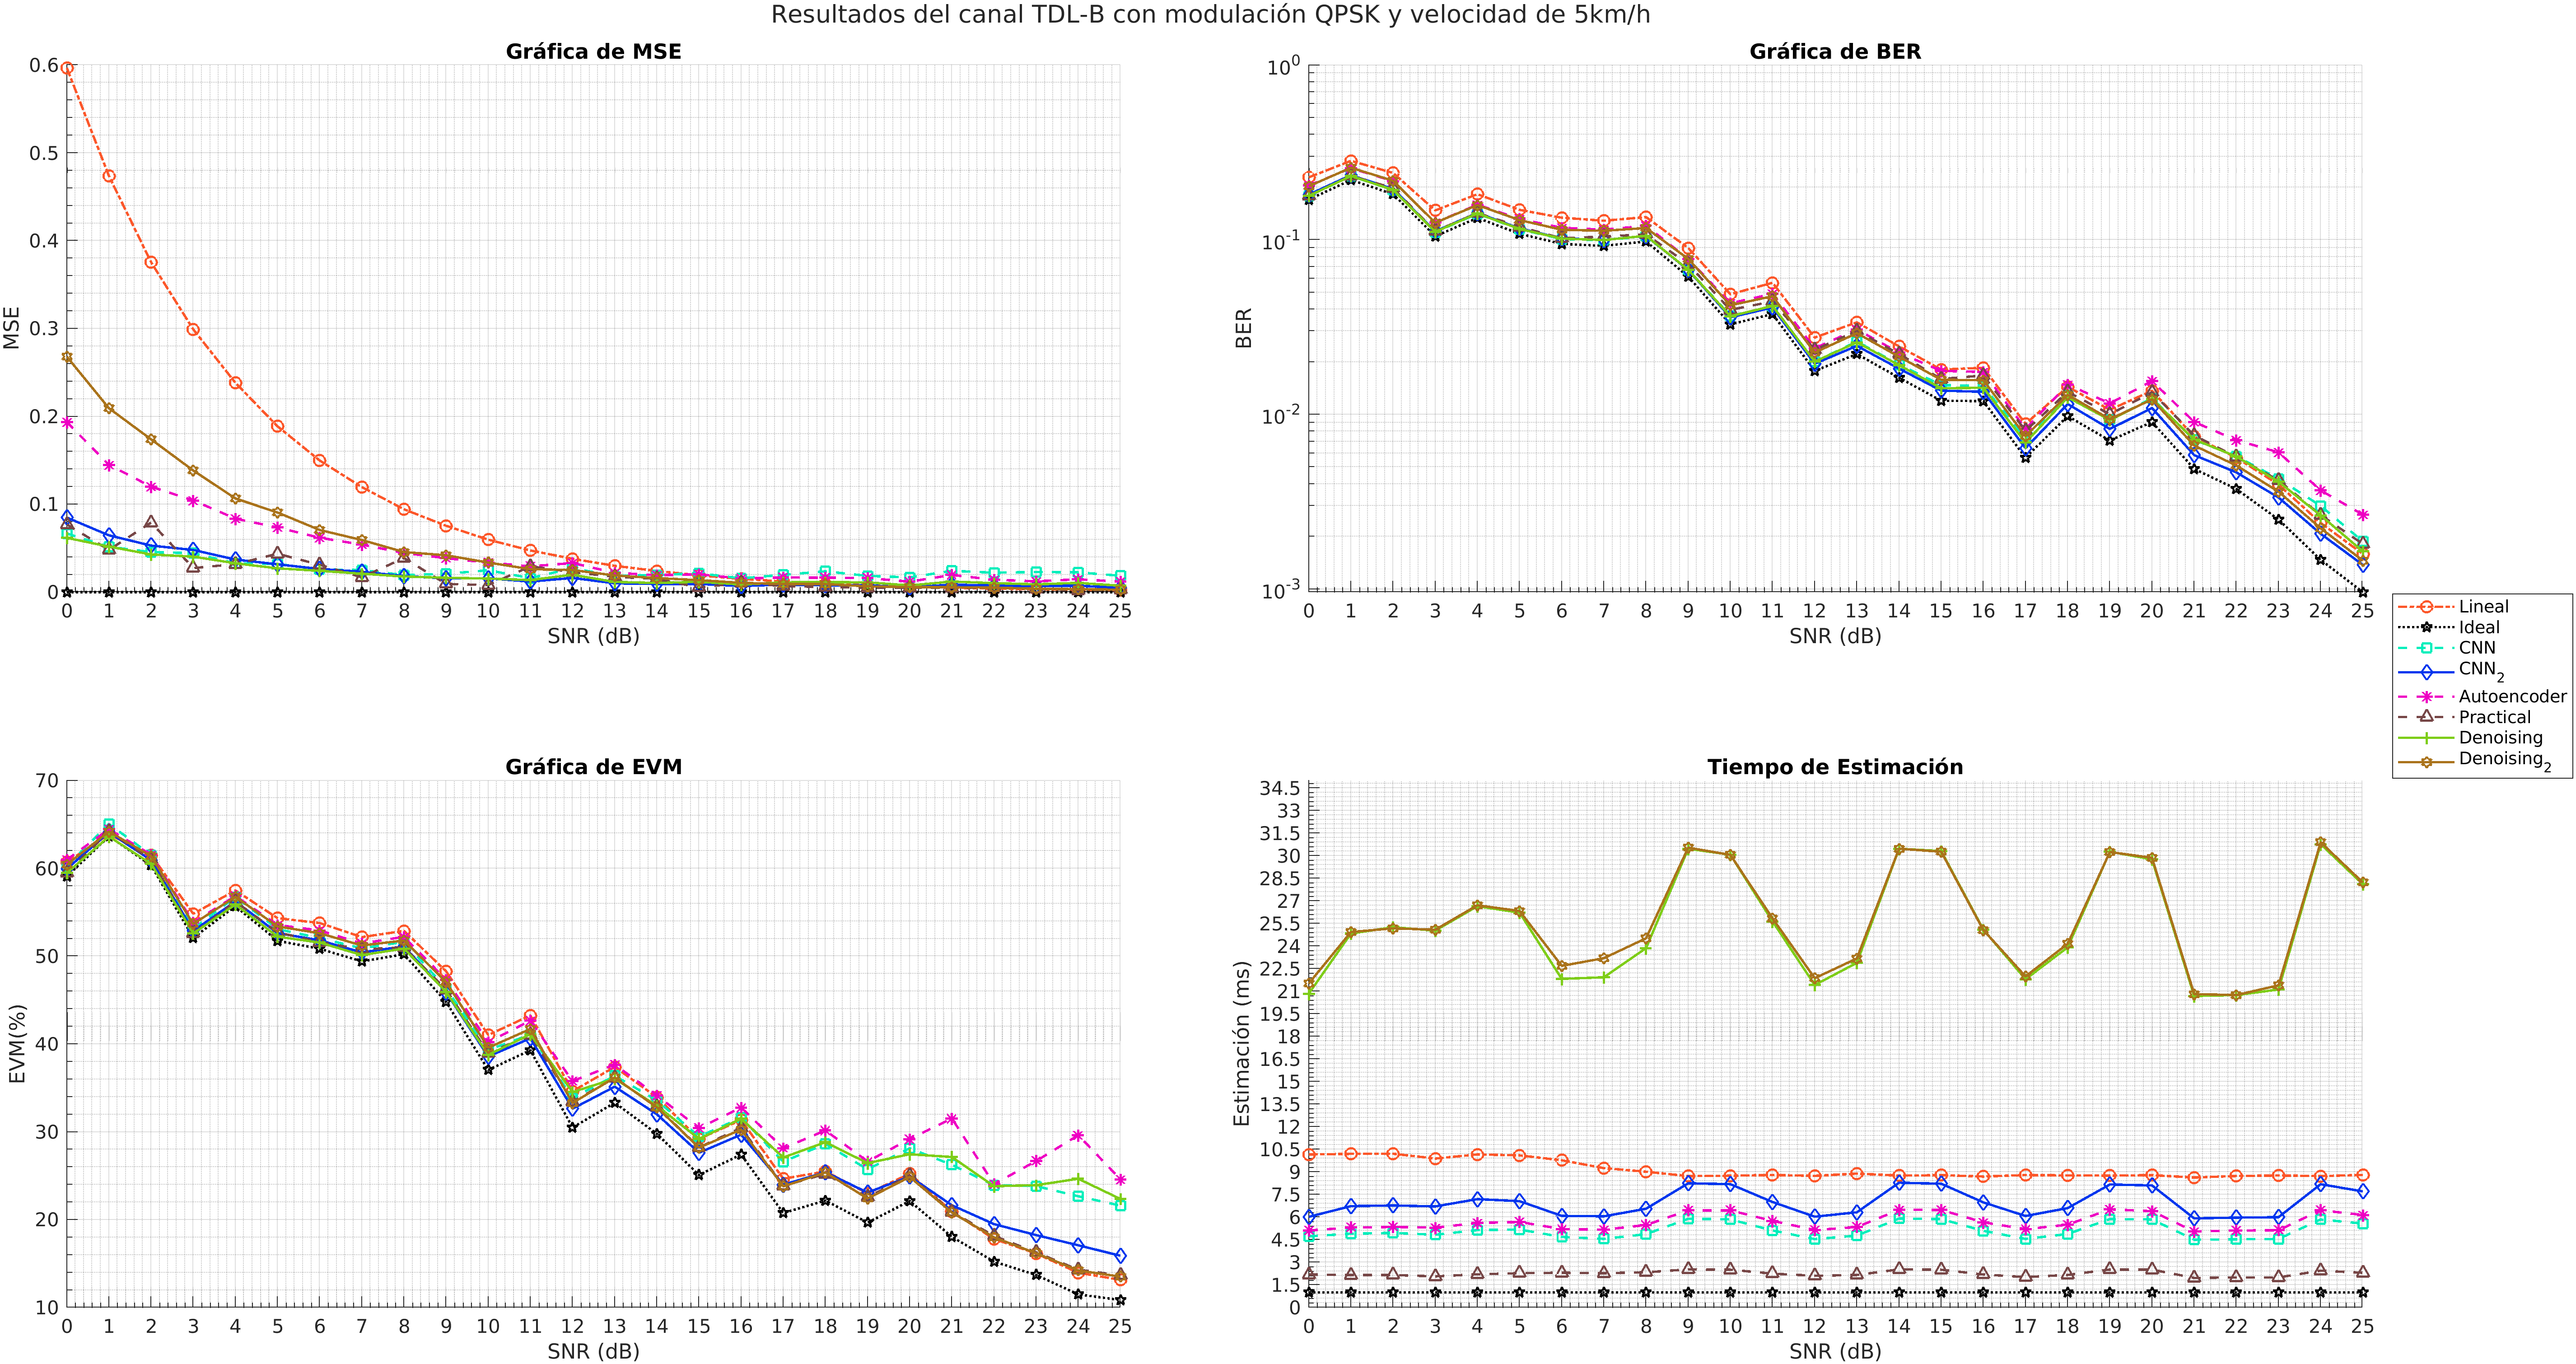 Resultados del canal TDL-B con modulación QPSK y velocidad de 5km/h
Gráfica de MSE
0.6
0.5
0.4
0.3
0.2
0.1
0
MSE
0 1 2 3 4 5 6 7 8 9 10 11 12 13 14 15 16 17 18 19 20 21 22 23 24 25
SNR (dB)
Gráfica de BER
10^0
10^-1
10^-2
10^-3
BER
0 1 2 3 4 5 6 7 8 9 10 11 12 13 14 15 16 17 18 19 20 21 22 23 24 25
SNR (dB)
Lineal
Ideal
CNN
CNN_2
Autoencoder
Practical
Denoising
Denoising_2
Gráfica de EVM
70
60
50
40
30
20
10
EVM(%)
0 1 2 3 4 5 6 7 8 9 10 11 12 13 14 15 16 17 18 19 20 21 22 23 24 25
SNR (dB)
Tiempo de Estimación
34.5
33
31.5
30
28.5
27
25.5
24
22.5
21
19.5
18
16.5
15
13.5
12
10.5
9
7.5
6
4.5
3
1.5
0
Estimación (ms)
0 1 2 3 4 5 6 7 8 9 10 11 12 13 14 15 16 17 18 19 20 21 22 23 24 25
SNR (dB)